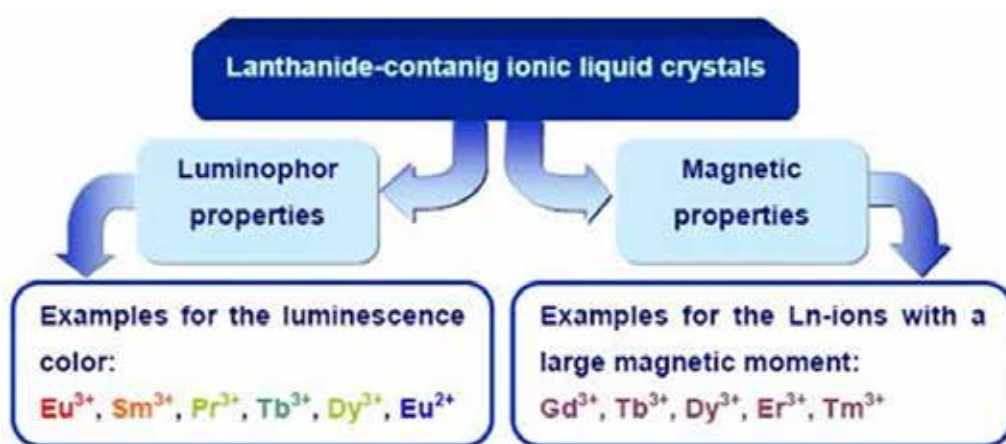 Lanthanide-contanig ionic liquid crystals
Luminophor
properties
Magnetic
properties
Examples for the luminescence
color:
Eu³⁺, Sm³⁺, Pr³⁺, Tb³⁺, Dy³⁺, Eu²⁺
Examples for the Ln-ions with a
large magnetic moment:
Gd³⁺, Tb³⁺, Dy³⁺, Er³⁺, Tm³⁺